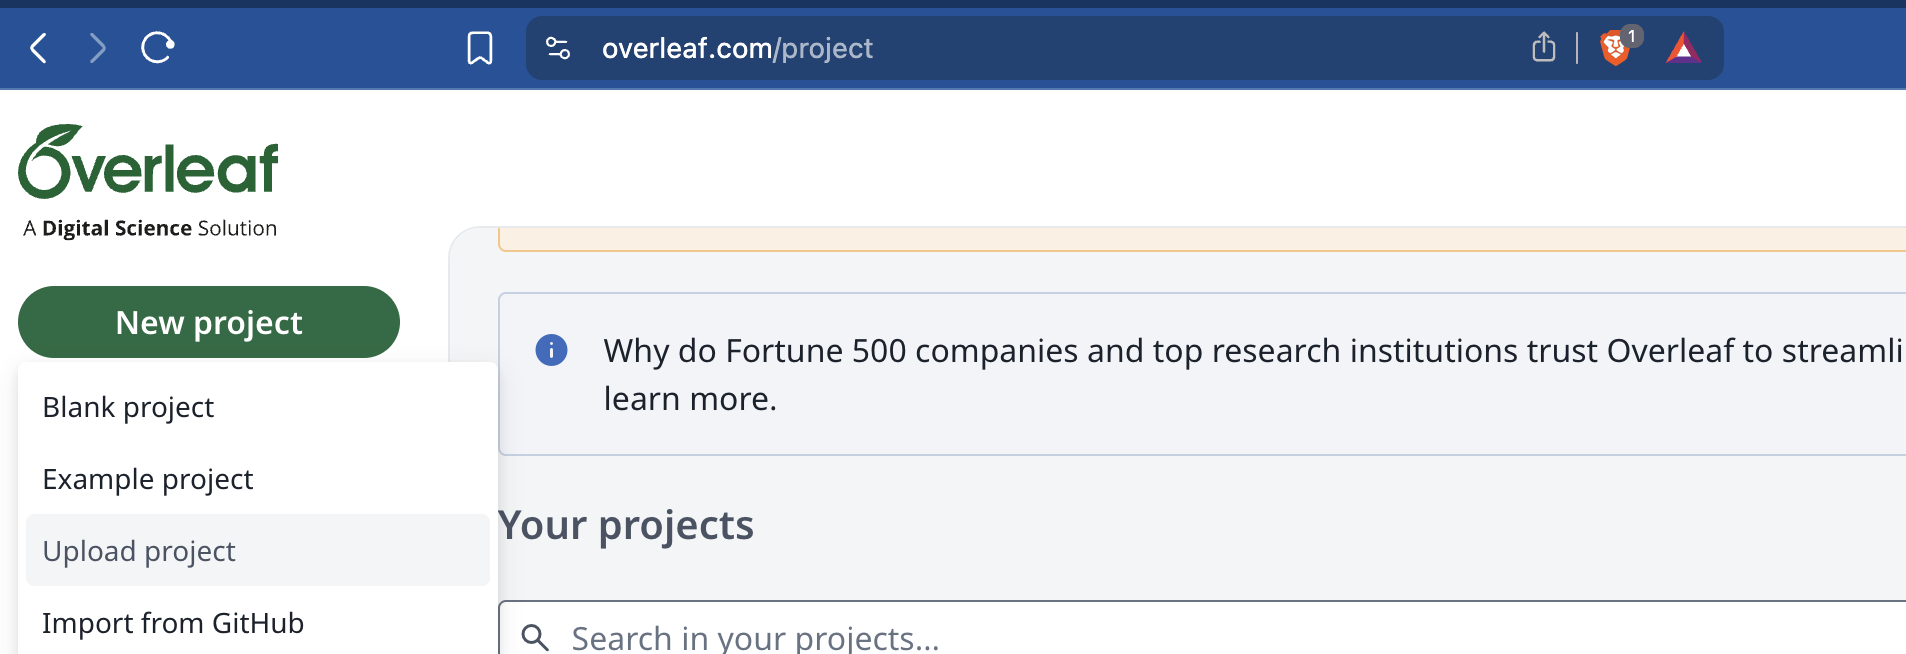 overleaf.com/project
1
Overleaf
A Digital Science Solution
New project
Blank project
Example project
Upload project
Import from GitHub
Why do Fortune 500 companies and top research institutions trust Overleaf to streamli
learn more.
Your projects
Search in your projects...